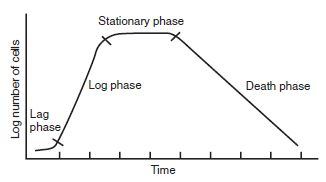 Stationary phase
Log number of cells
Log phase
Death phase
Lag
phase
Time